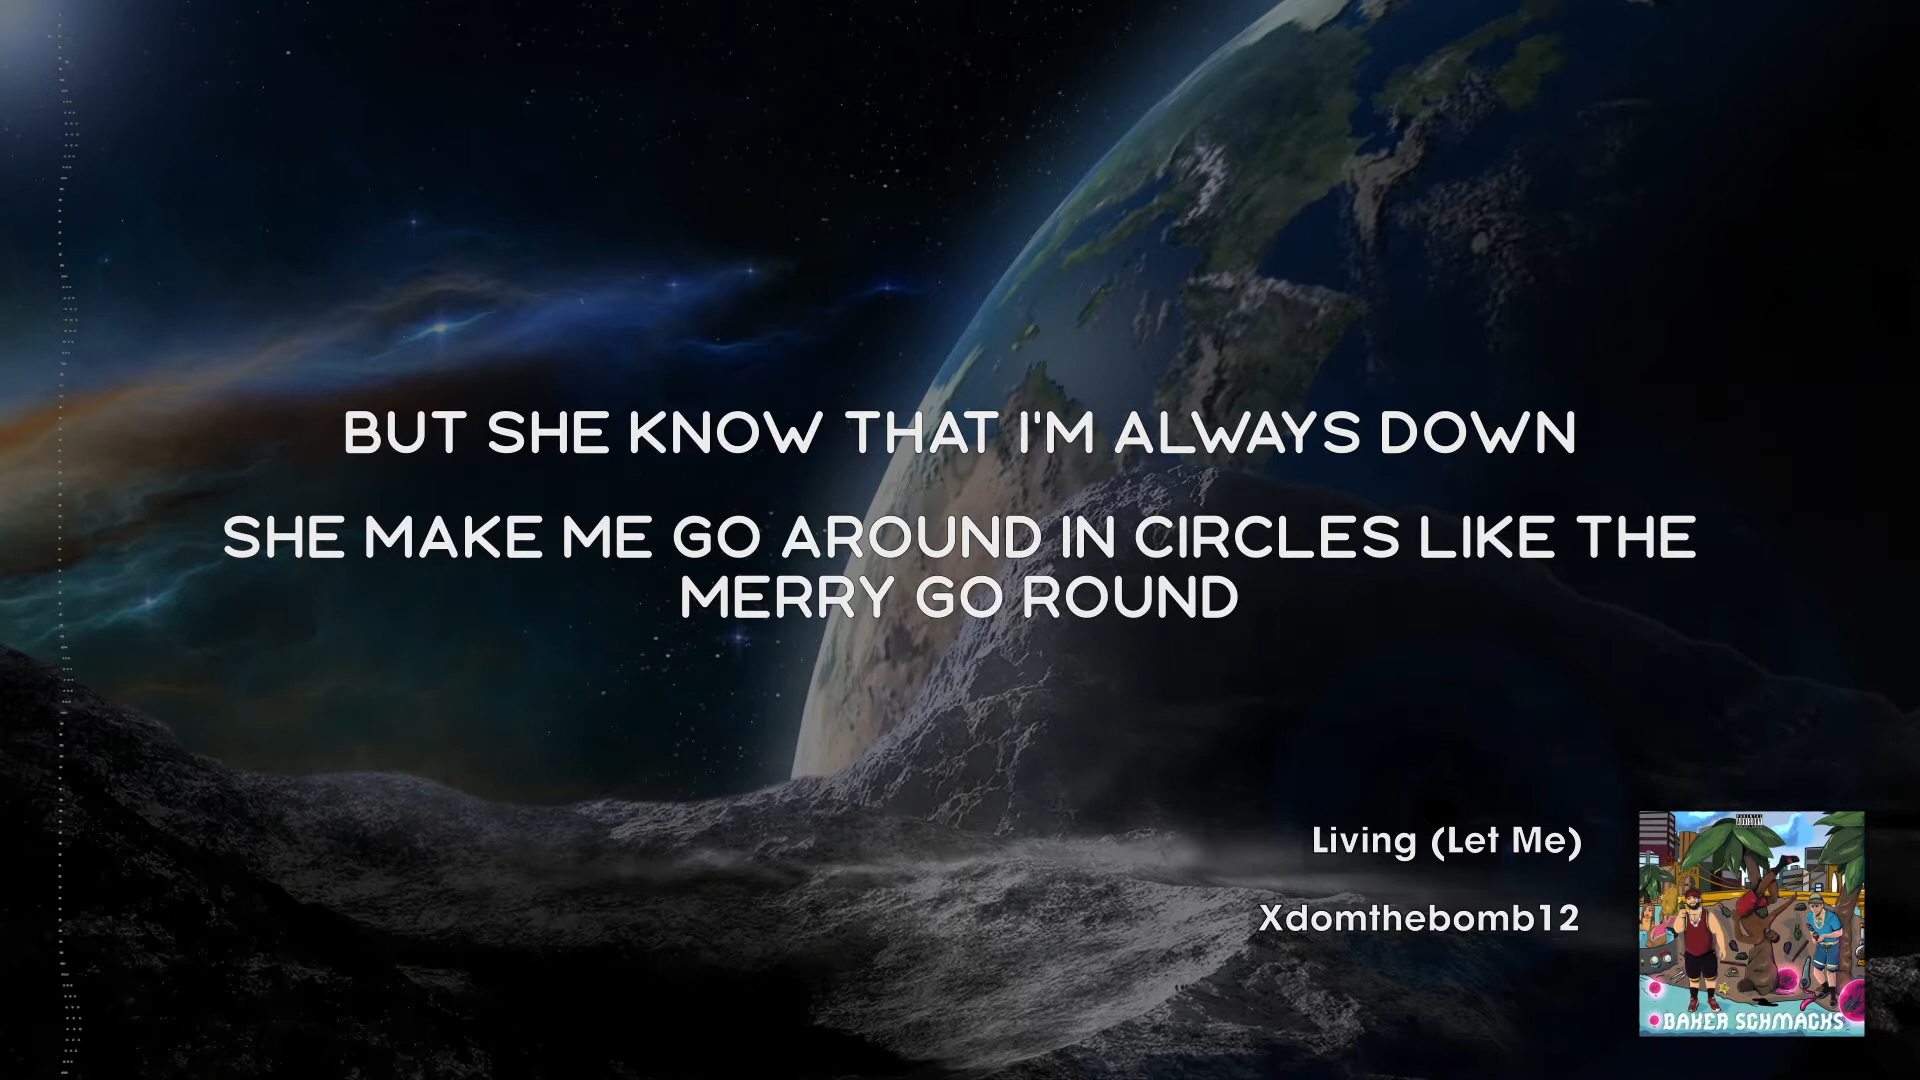 BUT SHE KNOW THAT I'M ALWAYS DOWN
SHE MAKE ME GO AROUND IN CIRCLES LIKE THE
MERRY GO ROUND
Living (Let Me)
Xdomthebomb12
BAKER SCHMACKS